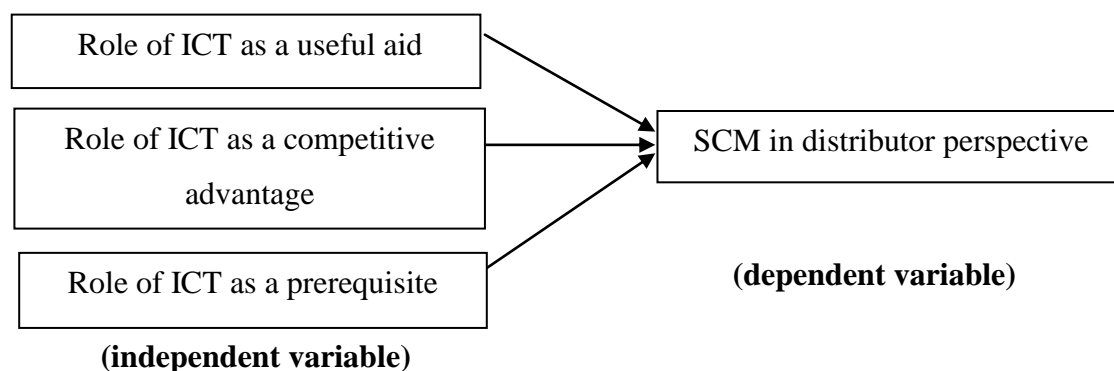 Role of ICT as a useful aid
Role of ICT as a competitive
advantage
Role of ICT as a prerequisite
(independent variable)
SCM in distributor perspective
(dependent variable)